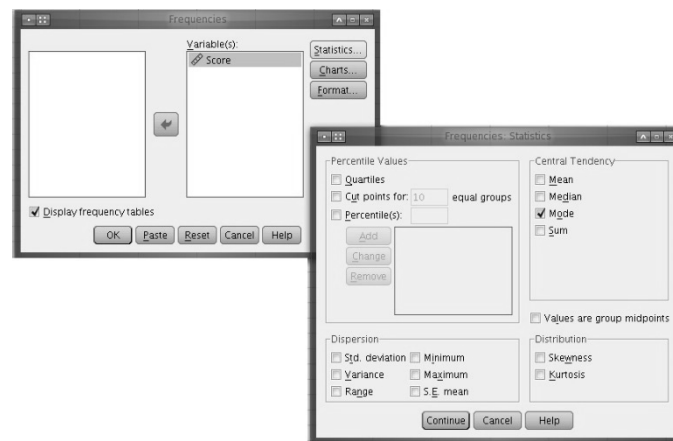 Frequencies
Variable(s):
Score
Statistics...
Charts...
Format...
Display frequency tables
OK Paste Reset Cancel Help
Frequencies: Statistics
Percentile Values
Quartiles
Cut points for: 10 equal groups
Percentile(s):
Add
Change
Remove
Central Tendency
Mean
Median
Mode
Sum
Values are group midpoints
Dispersion
Std. deviation Minimum
Variance Maximum
Range S.E. mean
Distribution
Skewness
Kurtosis
Continue Cancel Help